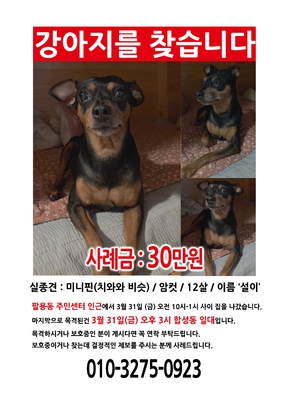 강아지를 찾습니다
사례금 : 30만원
실종견 : 미니핀(치와와 비슷) / 암컷 / 12살 / 이름 '설이'
팔용동 주민센터 인근에서 3월 31일 (금) 오전 10시-1시 사이 집을 나갔습니다.
마지막으로 목격된건 3월 31일(금) 오후 3시 합성동 일대입니다.
목격하시거나 보호중인 분이 계시다면 꼭 연락 부탁드립니다.
보호중이거나 찾는데 결정적인 제보를 주시는 분께 사례드립니다.
010-3275-0923